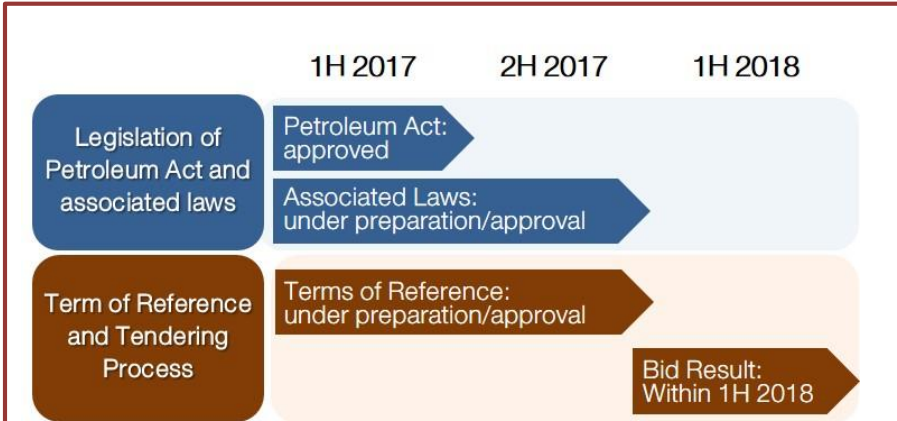 1H 2017 2H 2017 1H 2018
Legislation of
Petroleum Act and
associated laws
Petroleum Act:
approved
Associated Laws:
under preparation/approval
Term of Reference
and Tendering
Process
Terms of Reference:
under preparation/approval
Bid Result:
Within 1H 2018